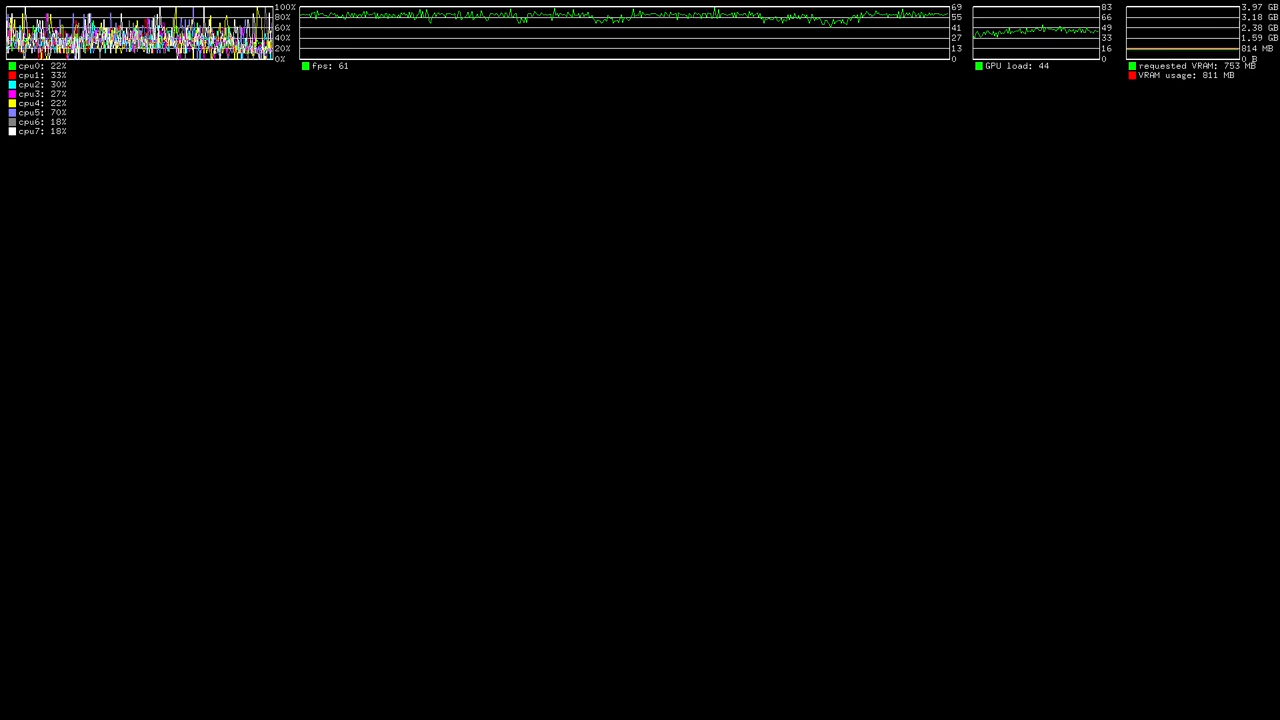 100%
80%
60%
40%
20%
0%
cpu0: 22%
cpu1: 33%
cpu2: 30%
cpu3: 27%
cpu4: 22%
cpu5: 70%
cpu6: 18%
cpu7: 18%
69
55
41
27
13
0
fps: 61
83
66
49
33
16
0
GPU load: 44
3.97 GB
3.18 GB
2.38 GB
1.59 GB
814 MB
0 B
requested VRAM: 753 MB
VRAM usage: 811 MB